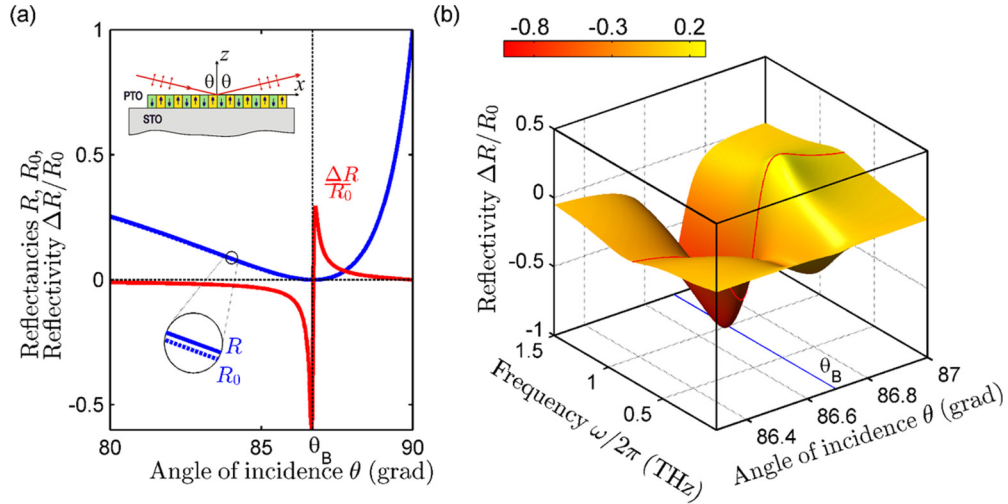 (a)
1
0.5
0
-0.5
Reflectancies R, R₀,
Reflectivity ΔR/R₀
z
θ θ
x
PTO
STO
ΔR
R₀
R
R₀
80
85
θ_B
90
Angle of incidence θ (grad)
(b)
-0.8 -0.3 0.2
0.5
0
-0.5
-1
Reflectivity ΔR/R₀
1.5
1
0.5
Frequency ω/2π (THz)
θ_B
86.4
86.6
86.8
87
Angle of incidence θ (grad)